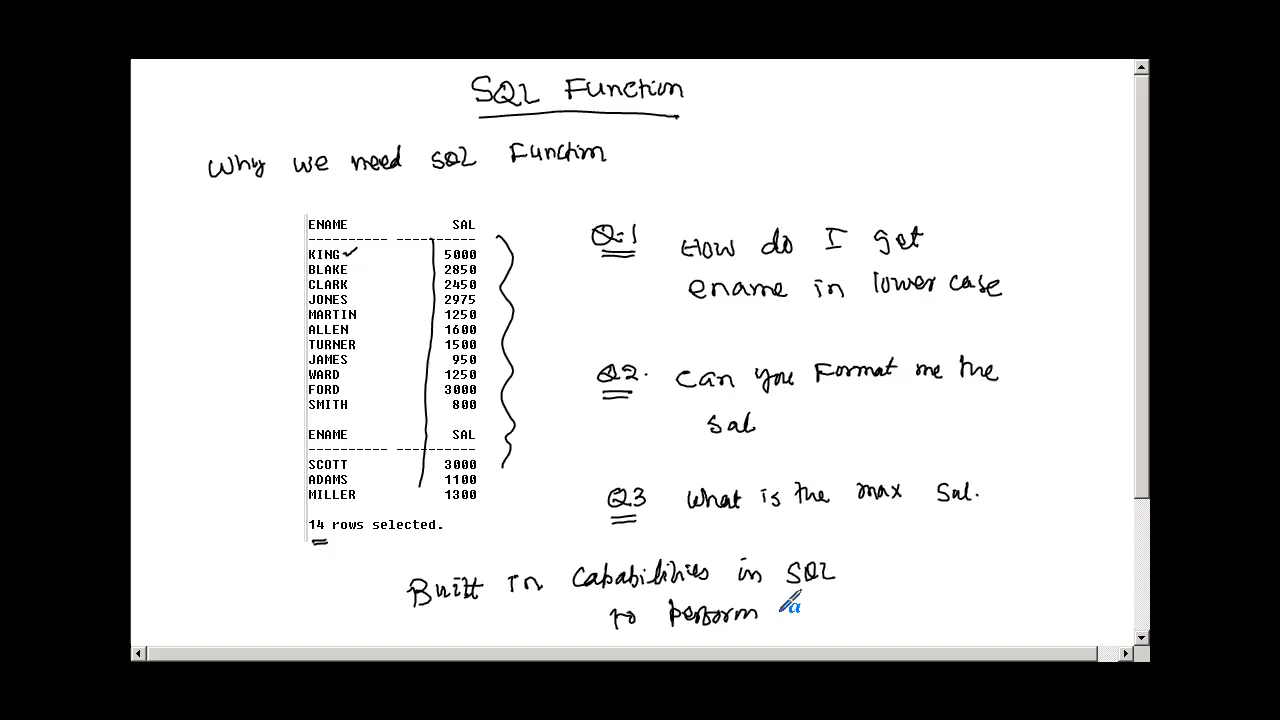 SQL Function
Why we need SQL Function
ENAME SAL
---------- ----------
KING 5000
BLAKE 2850
CLARK 2450
JONES 2975
MARTIN 1250
ALLEN 1600
TURNER 1500
JAMES 950
WARD 1250
FORD 3000
SMITH 800
ENAME SAL
---------- ----------
SCOTT 3000
ADAMS 1100
MILLER 1300
14 rows selected.
Q.1 How do I get
ename in lower case
Q2. Can you Format me the
sal
Q3 What is the max sal.
Built in Capabilities in SQL
to perform a